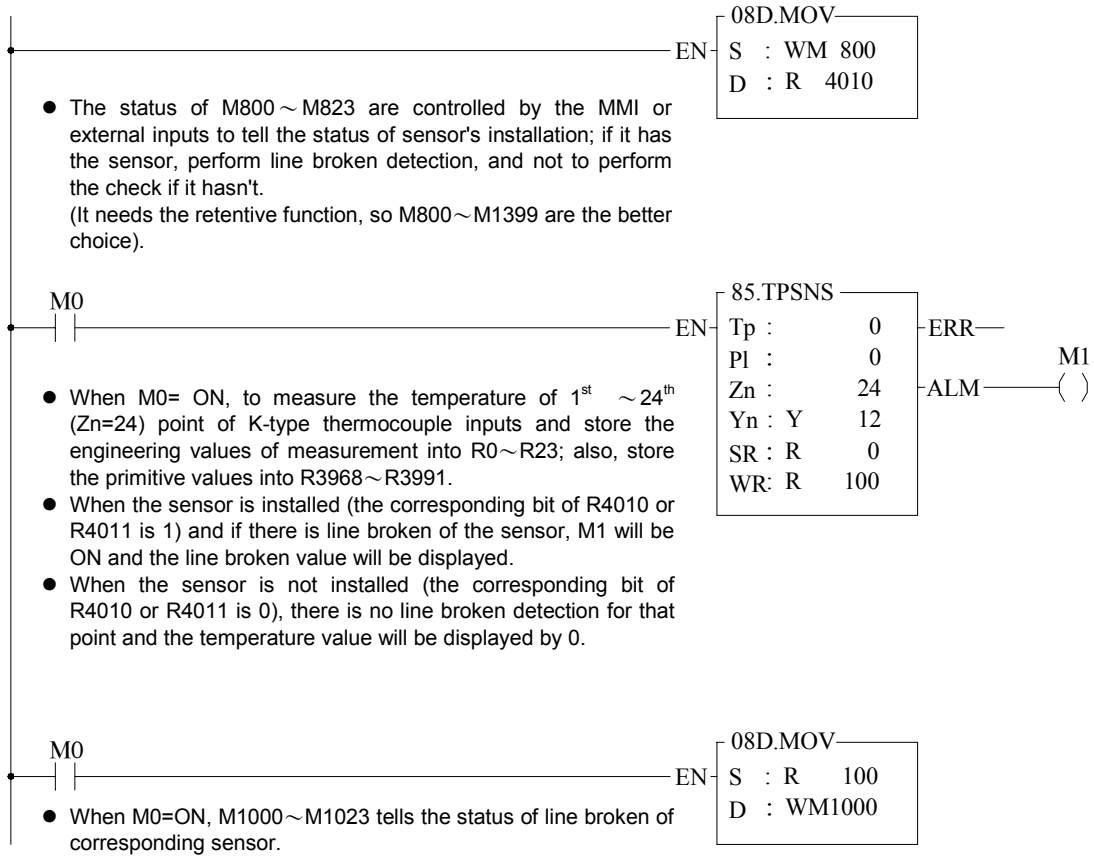 08D.MOV
EN
S : WM 800
D : R 4010
● The status of M800～M823 are controlled by the MMI or
external inputs to tell the status of sensor's installation; if it has
the sensor, perform line broken detection, and not to perform
the check if it hasn't.
(It needs the retentive function, so M800～M1399 are the better
choice).
M0
85.TPSNS
EN
Tp : 0
ERR
Pl : 0
M1
Zn : 24
ALM
( )
Yn : Y 12
SR : R 0
WR: R 100
● When M0= ON, to measure the temperature of 1st ～24th
(Zn=24) point of K-type thermocouple inputs and store the
engineering values of measurement into R0～R23; also, store
the primitive values into R3968～R3991.
● When the sensor is installed (the corresponding bit of R4010 or
R4011 is 1) and if there is line broken of the sensor, M1 will be
ON and the line broken value will be displayed.
● When the sensor is not installed (the corresponding bit of
R4010 or R4011 is 0), there is no line broken detection for that
point and the temperature value will be displayed by 0.
M0
08D.MOV
EN
S : R 100
D : WM1000
● When M0=ON, M1000～M1023 tells the status of line broken of
corresponding sensor.